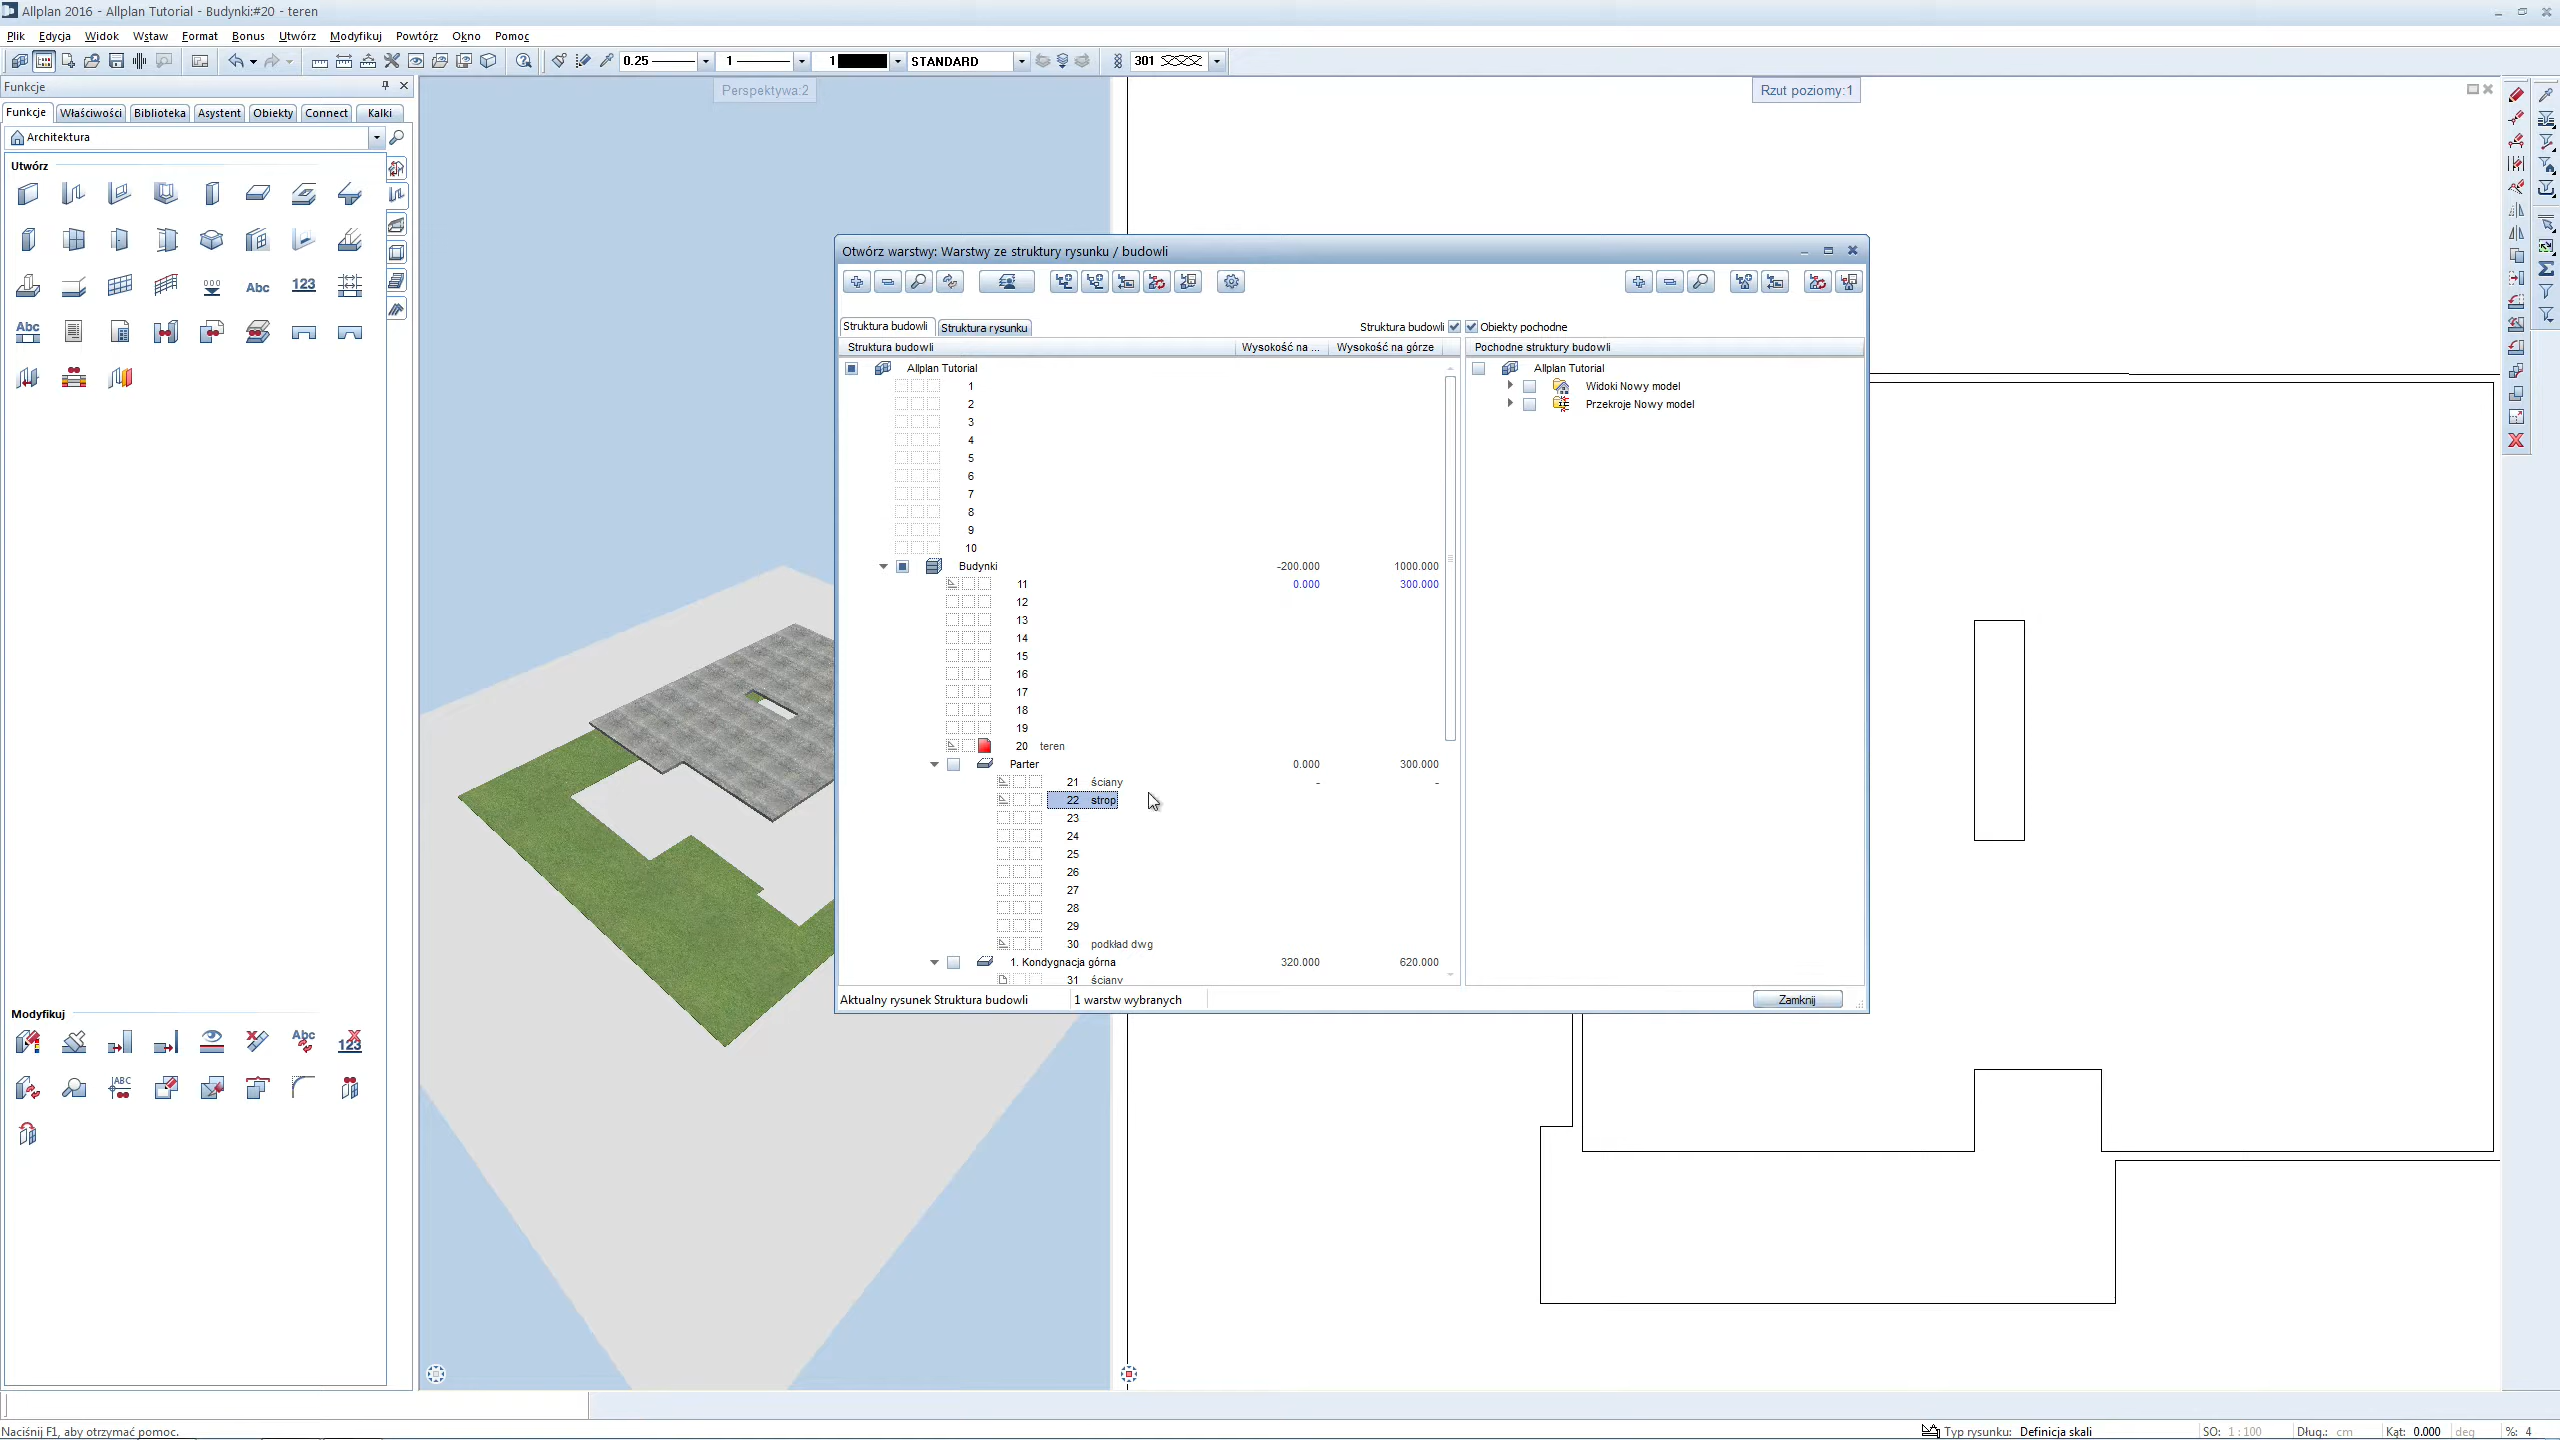 Allplan 2016 - Allplan Tutorial - Budynki:#20 - teren
Plik Edycja Widok Wstaw Format Bonus Utwórz Modyfikuj Powtórz Okno Pomoc
0.25 1 1 STANDARD 301
Funkcje
Funkcje Właściwości Biblioteka Asystent Obiekty Connect Kalki
Architektura
Utwórz
000
Abc
123
Abc
Modyfikuj
Abc
123
ABC
Perspektywa:2
Rzut poziomy:1
Otwórz warstwy: Warstwy ze struktury rysunku / budowli
Struktura budowli Struktura rysunku
Struktura budowli Obiekty pochodne
Struktura budowli Wysokość na ... Wysokość na górze
Pochodne struktury budowli
Allplan Tutorial
1
2
3
4
5
6
7
8
9
10
Budynki -200.000 1000.000
11 0.000 300.000
12
13
14
15
16
17
18
19
20 teren
Parter 0.000 300.000
21 ściany - -
22 strop
23
24
25
26
27
28
29
30 podkład dwg
1. Kondygnacja górna 320.000 620.000
31 ściany
Allplan Tutorial
Widoki Nowy model
Przekroje Nowy model
Aktualny rysunek Struktura budowli 1 warstw wybranych
Zamknij
Naciśnij F1, aby otrzymać pomoc.
Typ rysunku: Definicja skali SO: 1 : 100 Dług.: cm Kąt: 0.000 deg %: 4